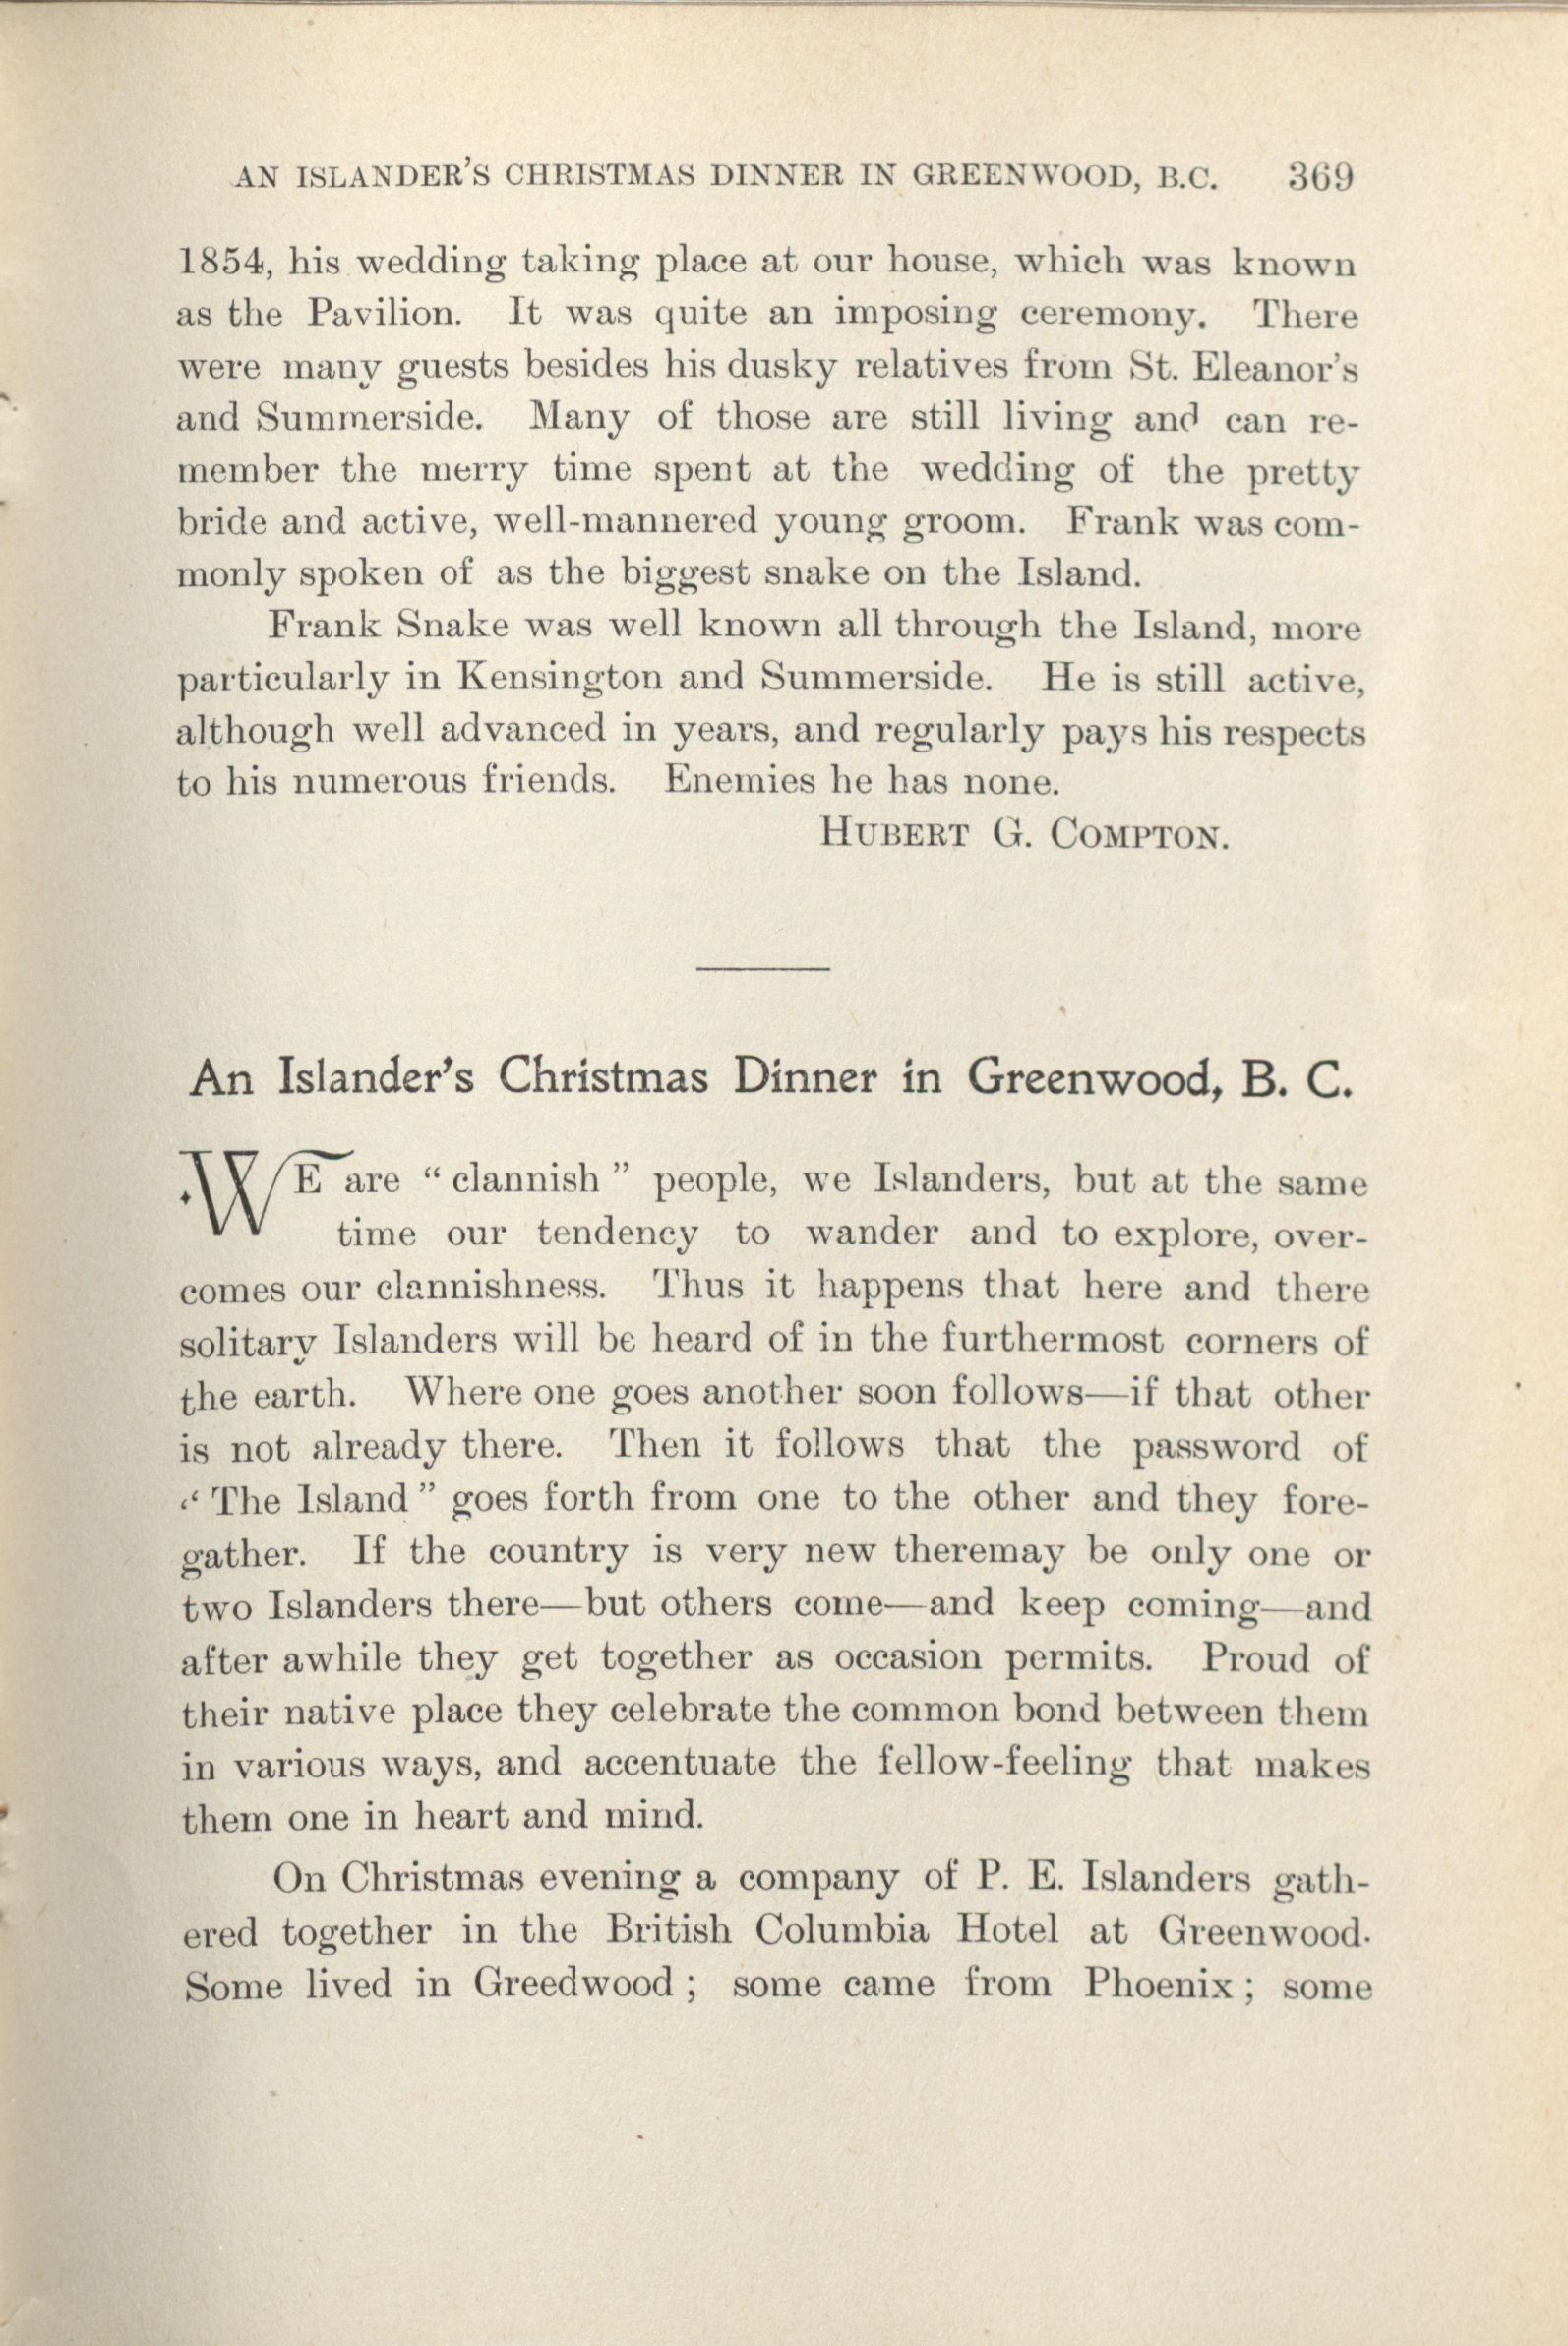 AN ISLANDER'S CHRISTMAS DINNER IN GREENWOOD, B.C. 369
1854, his wedding taking place at our house, which was known
as the Pavilion. It was quite an imposing ceremony. There
were many guests besides his dusky relatives from St. Eleanor's
and Summerside. Many of those are still living and can re-
member the merry time spent at the wedding of the pretty
bride and active, well-mannered young groom. Frank was com-
monly spoken of as the biggest snake on the Island.
Frank Snake was well known all through the Island, more
particularly in Kensington and Summerside. He is still active,
although well advanced in years, and regularly pays his respects
to his numerous friends. Enemies he has none.
HUBERT G. COMPTON.
An Islander's Christmas Dinner in Greenwood, B. C.
WE are "clannish" people, we Islanders, but at the same
time our tendency to wander and to explore, over-
comes our clannishness. Thus it happens that here and there
solitary Islanders will be heard of in the furthermost corners of
the earth. Where one goes another soon follows—if that other
is not already there. Then it follows that the password of
"The Island" goes forth from one to the other and they fore-
gather. If the country is very new theremay be only one or
two Islanders there—but others come—and keep coming—and
after awhile they get together as occasion permits. Proud of
their native place they celebrate the common bond between them
in various ways, and accentuate the fellow-feeling that makes
them one in heart and mind.
On Christmas evening a company of P. E. Islanders gath-
ered together in the British Columbia Hotel at Greenwood.
Some lived in Greedwood; some came from Phoenix; some